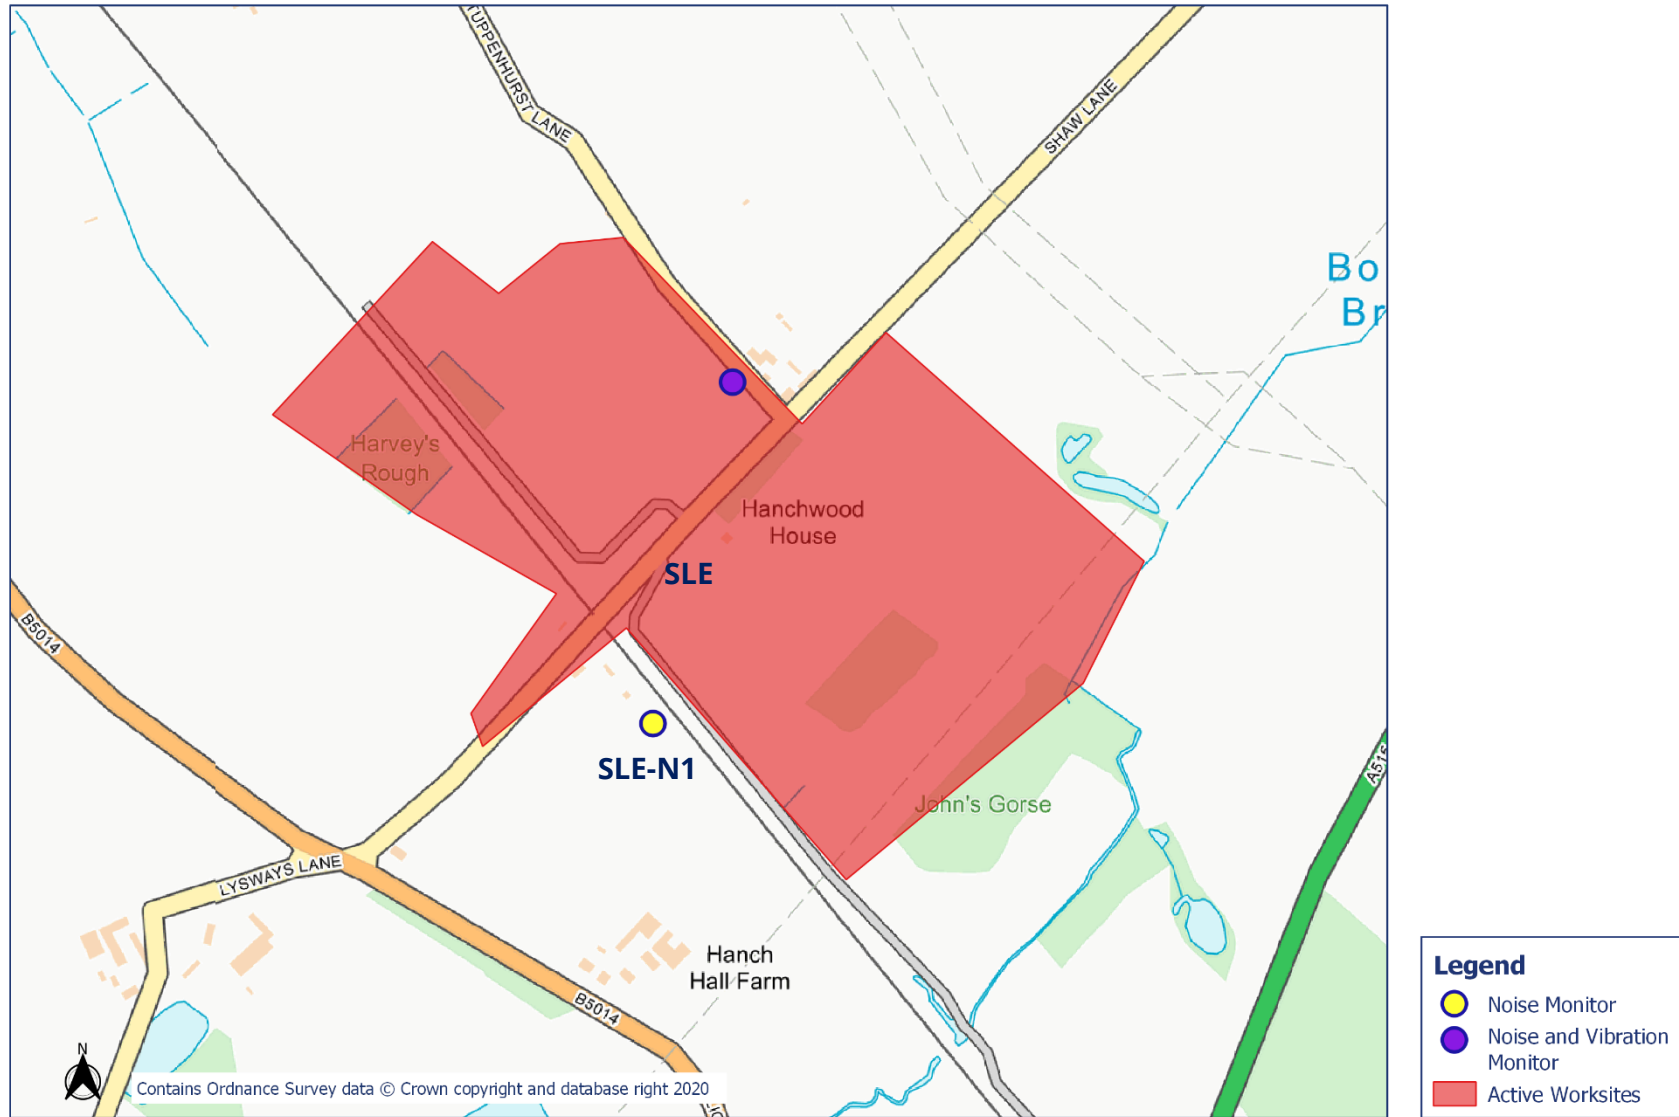 TUPPENHURST LANE
SHAW LANE
Bo
Br
Harvey's
Rough
Hanchwood
House
SLE
B5014
SLE-N1
A515
John's Gorse
LYSWAYS LANE
Hanch
Hall Farm
B5014
N
Contains Ordnance Survey data © Crown copyright and database right 2020
Legend
Noise Monitor
Noise and Vibration
Monitor
Active Worksites